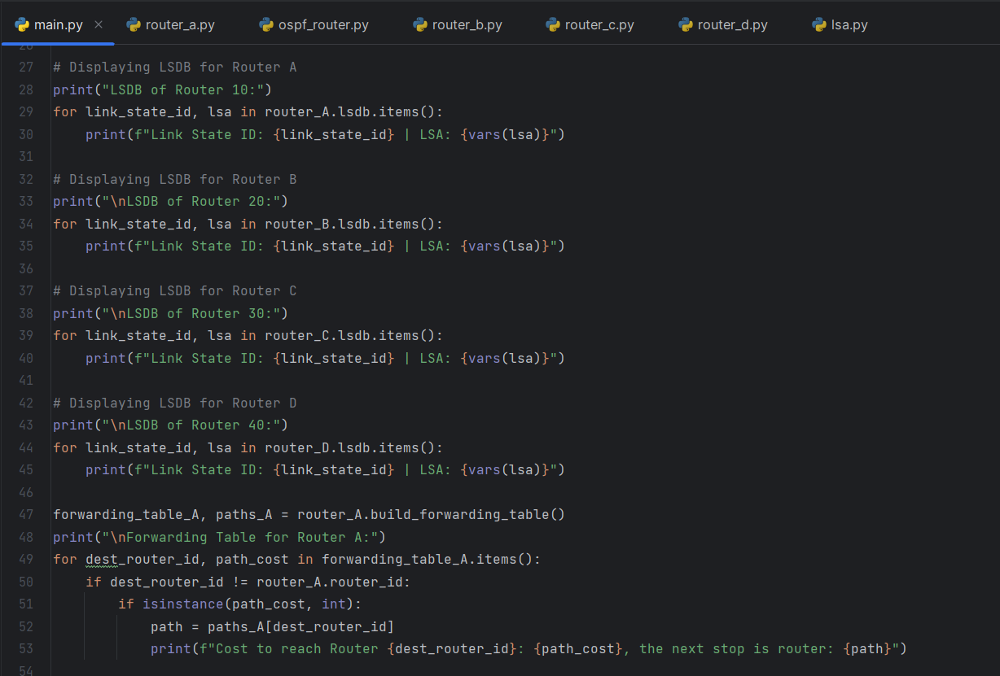 main.py router_a.py ospf_router.py router_b.py router_c.py router_d.py lsa.py
26
27 # Displaying LSDB for Router A
28 print("LSDB of Router 10:")
29 for link_state_id, lsa in router_A.lsdb.items():
30     print(f"Link State ID: {link_state_id} | LSA: {vars(lsa)}")
31
32 # Displaying LSDB for Router B
33 print("\nLSDB of Router 20:")
34 for link_state_id, lsa in router_B.lsdb.items():
35     print(f"Link State ID: {link_state_id} | LSA: {vars(lsa)}")
36
37 # Displaying LSDB for Router C
38 print("\nLSDB of Router 30:")
39 for link_state_id, lsa in router_C.lsdb.items():
40     print(f"Link State ID: {link_state_id} | LSA: {vars(lsa)}")
41
42 # Displaying LSDB for Router D
43 print("\nLSDB of Router 40:")
44 for link_state_id, lsa in router_D.lsdb.items():
45     print(f"Link State ID: {link_state_id} | LSA: {vars(lsa)}")
46
47 forwarding_table_A, paths_A = router_A.build_forwarding_table()
48 print("\nForwarding Table for Router A:")
49 for dest_router_id, path_cost in forwarding_table_A.items():
50     if dest_router_id != router_A.router_id:
51         if isinstance(path_cost, int):
52             path = paths_A[dest_router_id]
53             print(f"Cost to reach Router {dest_router_id}: {path_cost}, the next stop is router: {path}")
54